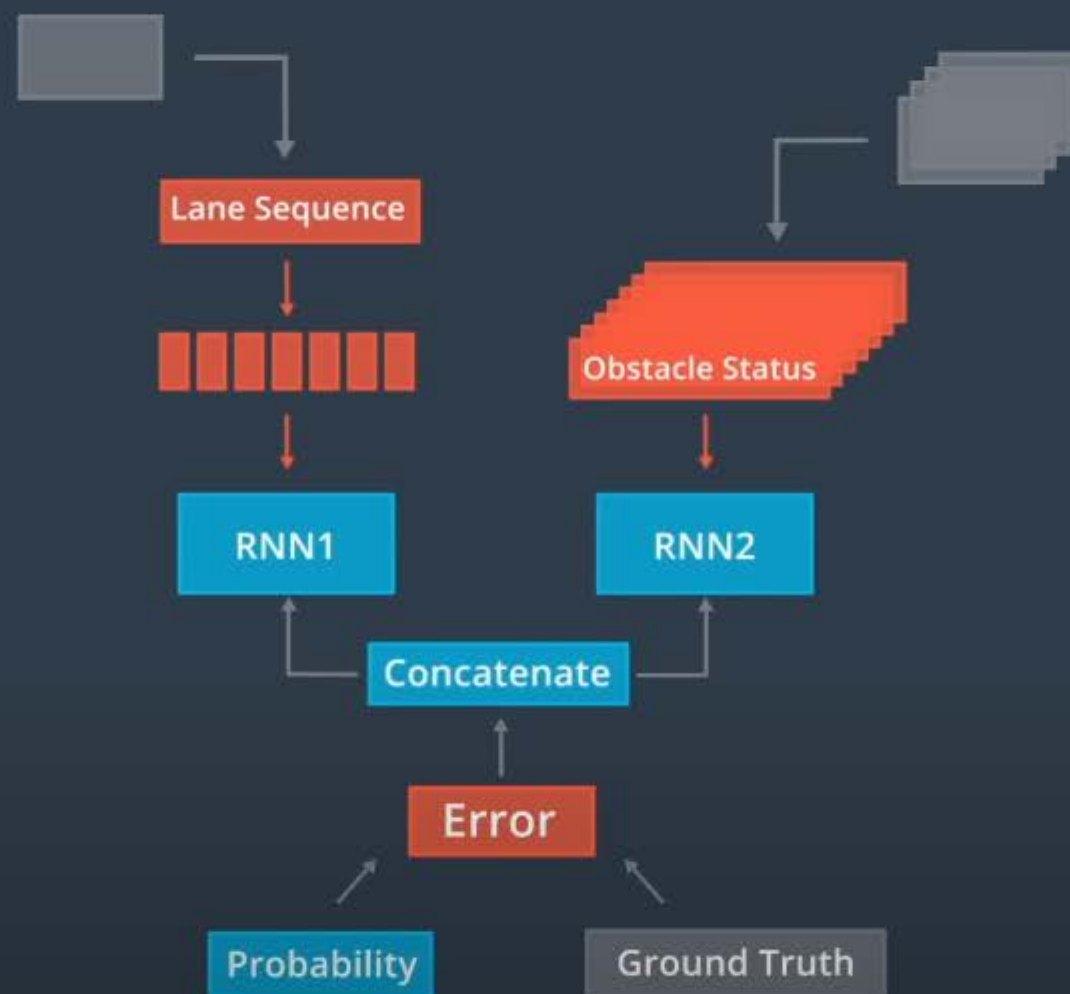 Lane Sequence
Obstacle Status
RNN1
RNN2
Concatenate
Error
Probability
Ground Truth